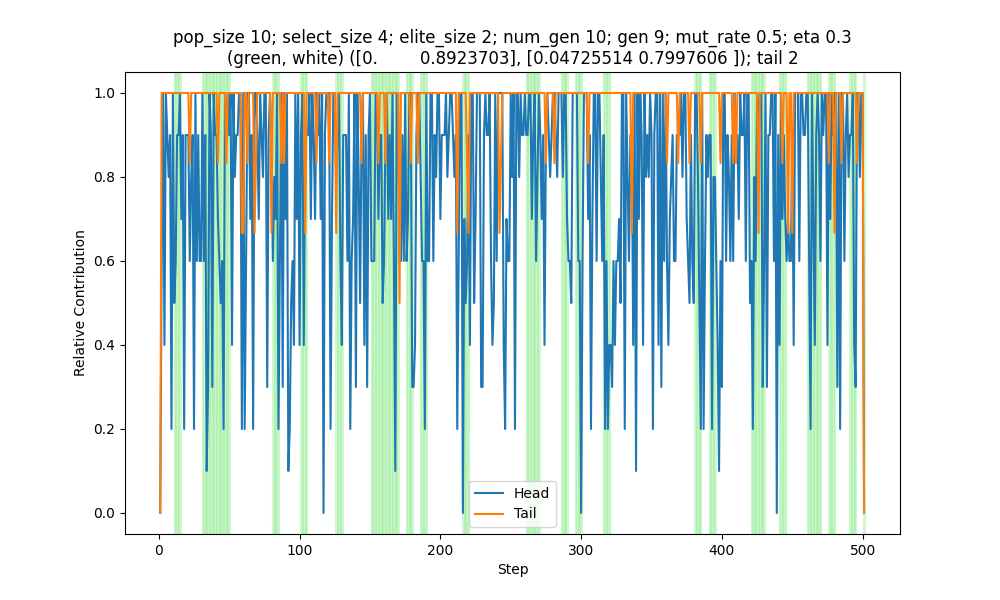 pop_size 10; select_size 4; elite_size 2; num_gen 10; gen 9; mut_rate 0.5; eta 0.3
(green, white) ([0. 0.8923703], [0.04725514 0.7997606 ]); tail 2
1.0
0.8
0.6
0.4
0.2
0.0
Relative Contribution
Head
Tail
0 100 200 300 400 500
Step